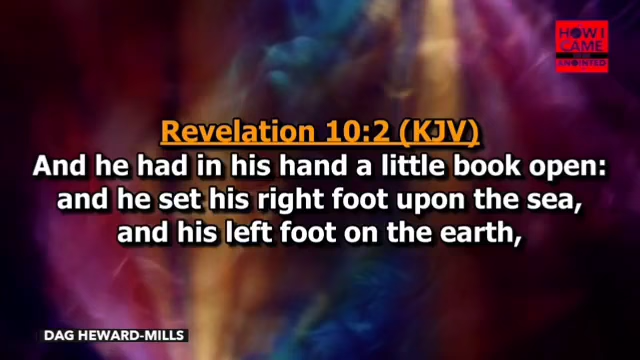 HOW I
CAME
ANOINTED
Revelation 10:2 (KJV)
And he had in his hand a little book open:
and he set his right foot upon the sea,
and his left foot on the earth,
DAG HEWARD-MILLS